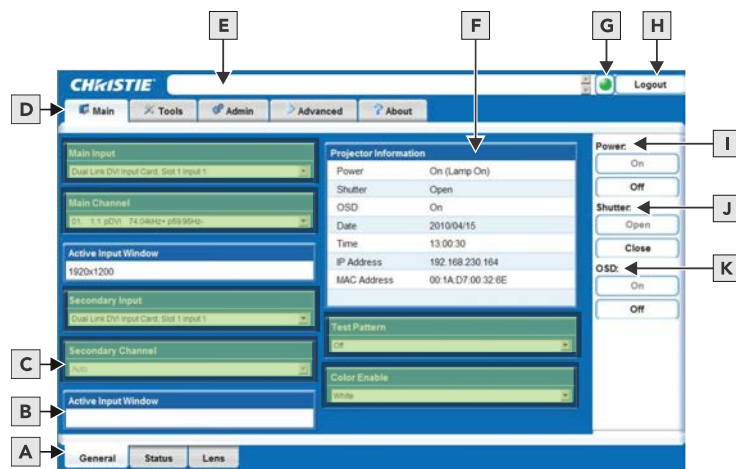 E
F
G
H
CHRISTIE
Logout
D
Main
Tools
Admin
Advanced
About
Main Input
Dual Link DVI Input Card, Slot 1 Input 1
Main Channel
01: 1.1 pDVI 74.04kHz+ p59.95Hz-
Active Input Window
1920x1200
Secondary Input
Dual Link DVI Input Card, Slot 1 Input 1
C
Secondary Channel
Auto
B
Active Input Window
Projector Information
Power On (Lamp On)
Shutter Open
OSD On
Date 2010/04/15
Time 13:00:30
IP Address 192.168.230.164
MAC Address 00:1A:D7:00:32:6E
Test Pattern
Off
Color Enable
White
Power:
I
On
Off
Shutter:
J
Open
Close
OSD:
K
On
Off
A
General
Status
Lens